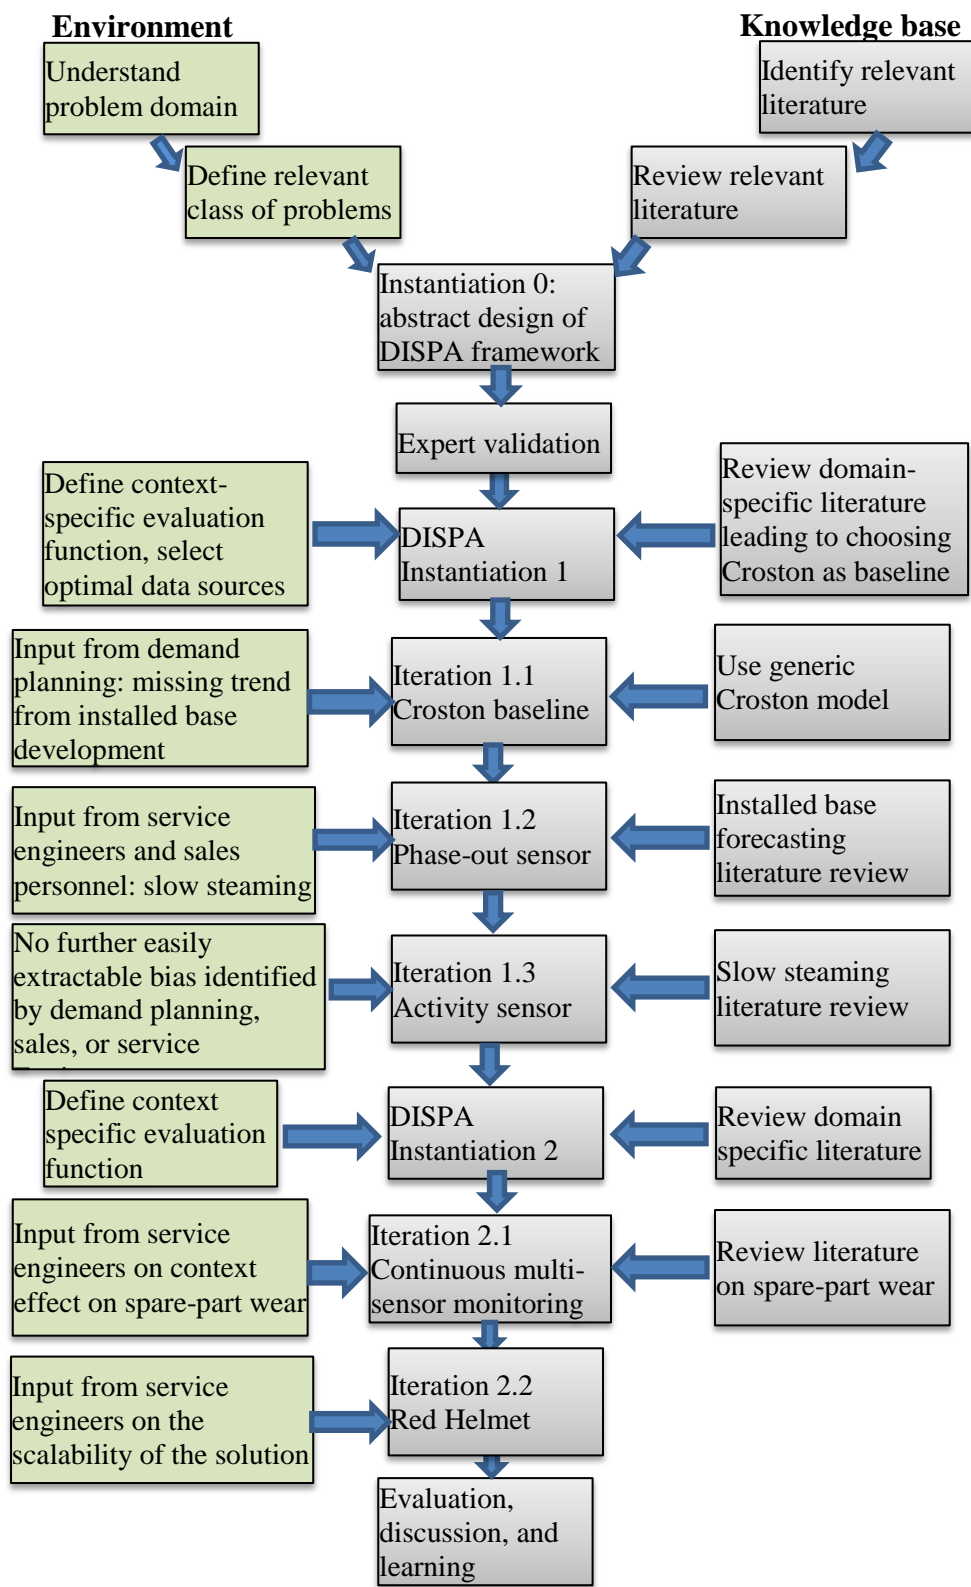 Environment
Knowledge base
Understand
problem domain
Identify relevant
literature
Define relevant
class of problems
Review relevant
literature
Instantiation 0:
abstract design of
DISPA framework
Expert validation
Define context-
specific evaluation
function, select
optimal data sources
DISPA
Instantiation 1
Review domain-
specific literature
leading to choosing
Croston as baseline
Input from demand
planning: missing trend
from installed base
development
Iteration 1.1
Croston baseline
Use generic
Croston model
Input from service
engineers and sales
personnel: slow steaming
Iteration 1.2
Phase-out sensor
Installed base
forecasting
literature review
No further easily
extractable bias identified
by demand planning,
sales, or service
Iteration 1.3
Activity sensor
Slow steaming
literature review
Define context
specific evaluation
function
DISPA
Instantiation 2
Review domain
specific literature
Input from service
engineers on context
effect on spare-part wear
Iteration 2.1
Continuous multi-
sensor monitoring
Review literature
on spare-part wear
Input from service
engineers on the
scalability of the solution
Iteration 2.2
Red Helmet
Evaluation,
discussion, and
learning